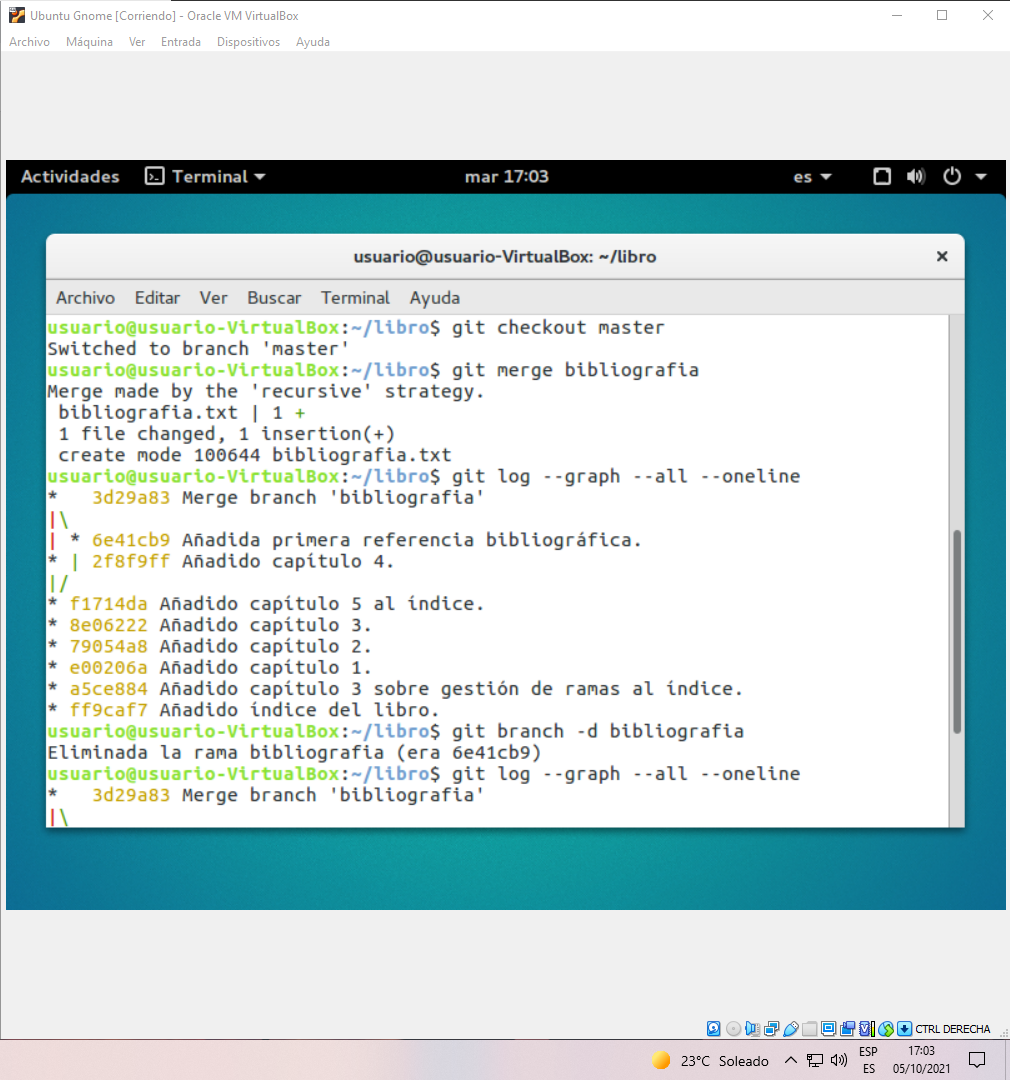 Ubuntu Gnome [Corriendo] - Oracle VM VirtualBox
Archivo Máquina Ver Entrada Dispositivos Ayuda
Actividades Terminal mar 17:03 es
usuario@usuario-VirtualBox: ~/libro
Archivo Editar Ver Buscar Terminal Ayuda
usuario@usuario-VirtualBox:~/libro$ git checkout master
Switched to branch 'master'
usuario@usuario-VirtualBox:~/libro$ git merge bibliografia
Merge made by the 'recursive' strategy.
 bibliografia.txt | 1 +
 1 file changed, 1 insertion(+)
 create mode 100644 bibliografia.txt
usuario@usuario-VirtualBox:~/libro$ git log --graph --all --oneline
*   3d29a83 Merge branch 'bibliografia'
|\
| * 6e41cb9 Añadida primera referencia bibliográfica.
* | 2f8f9ff Añadido capítulo 4.
|/
* f1714da Añadido capítulo 5 al índice.
* 8e06222 Añadido capítulo 3.
* 79054a8 Añadido capítulo 2.
* e00206a Añadido capítulo 1.
* a5ce884 Añadido capítulo 3 sobre gestión de ramas al índice.
* ff9caf7 Añadido índice del libro.
usuario@usuario-VirtualBox:~/libro$ git branch -d bibliografia
Eliminada la rama bibliografia (era 6e41cb9)
usuario@usuario-VirtualBox:~/libro$ git log --graph --all --oneline
*   3d29a83 Merge branch 'bibliografia'
|\
CTRL DERECHA
23°C Soleado ESP 17:03
ES 05/10/2021